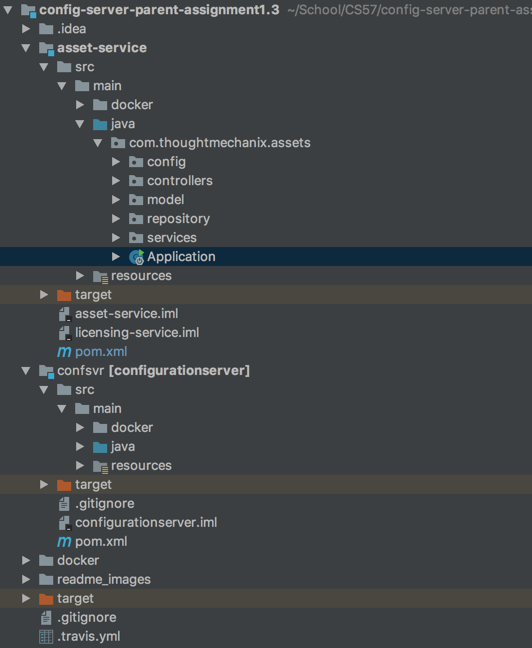 config-server-parent-assignment1.3 ~/School/CS57/config-server-parent-as
.idea
asset-service
src
main
docker
java
com.thoughtmechanix.assets
config
controllers
model
repository
services
Application
resources
target
asset-service.iml
licensing-service.iml
pom.xml
confsvr [configurationserver]
src
main
docker
java
resources
target
.gitignore
configurationserver.iml
pom.xml
docker
readme_images
target
.gitignore
.travis.yml